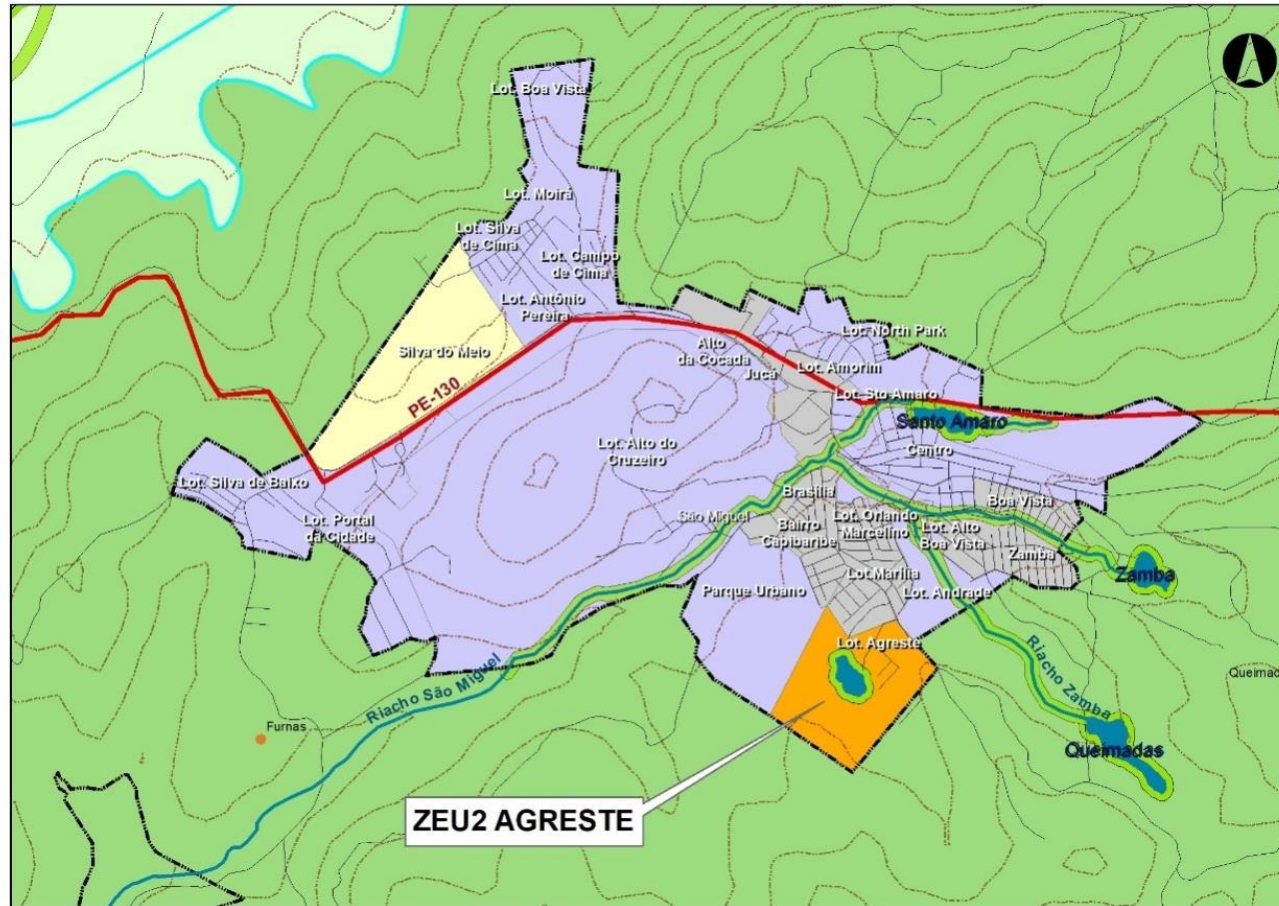 Lot. Boa Vista
Lot. Moirá
Lot. Silva
de Cima
Lot. Campo
de Cima
Lot. Antônio
Pereira
Silva do Meio
PE-130
Lot. North Park
Alto
da Cocada
Jucá
Lot. Amorim
Lot. Sto Amaro
Santo Amaro
Centro
Lot. Alto do
Cruzeiro
Lot. Silva de Baixo
Lot. Portal
da Cidade
São Miguel
Brasília
Bairro
Capibaribe
Lot. Orlando
Marcelino
Lot. Alto
Boa Vista
Boa Vista
Zamba
Zamba
Lot. Marília
Lot. Andrade
Parque Urbano
Lot. Agreste
Riacho São Miguel
Riacho Zamba
Queimad
Queimadas
Furnas
ZEU2 AGRESTE